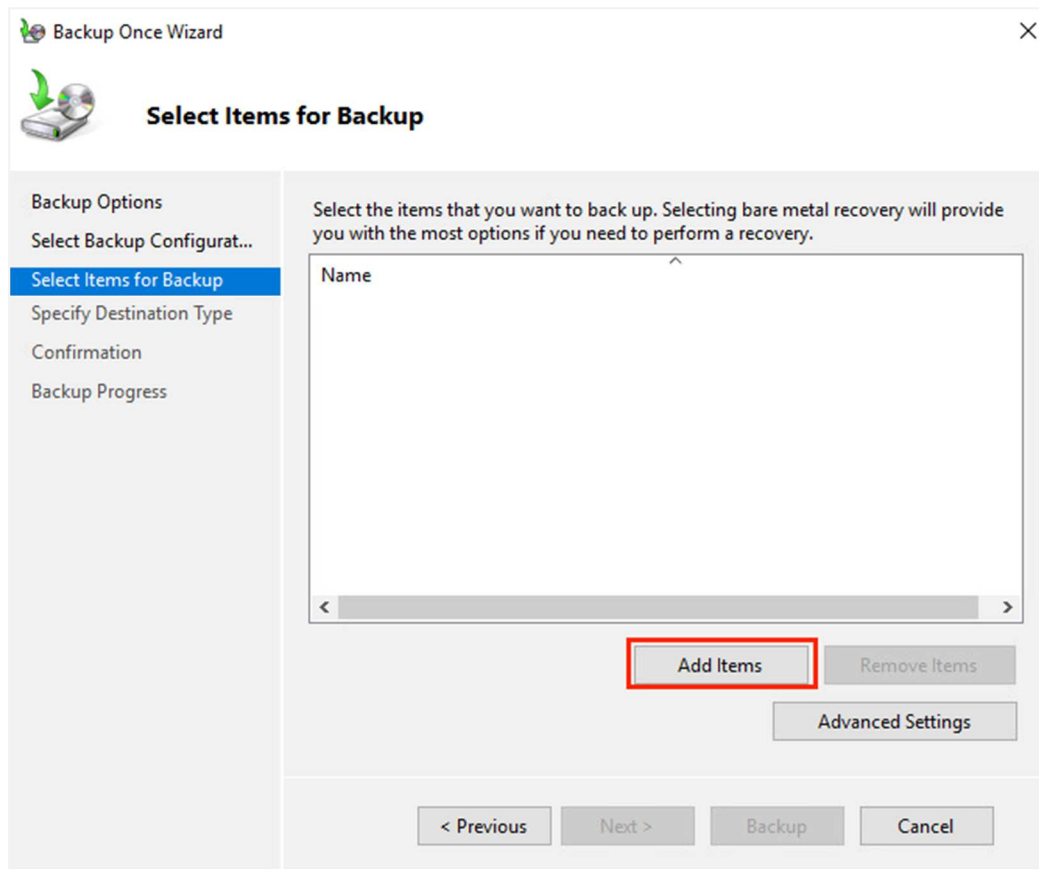 Backup Once Wizard
Select Items for Backup
Backup Options
Select Backup Configurat...
Select Items for Backup
Specify Destination Type
Confirmation
Backup Progress
Select the items that you want to back up. Selecting bare metal recovery will provide
you with the most options if you need to perform a recovery.
Name
Add Items
Remove Items
Advanced Settings
< Previous
Next >
Backup
Cancel